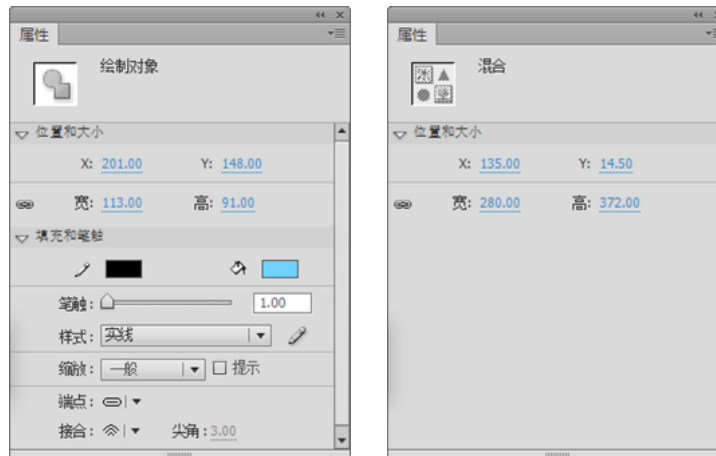 属性
绘制对象
位置和大小
X: 201.00 Y: 148.00
宽: 113.00 高: 91.00
填充和笔触
笔触: 1.00
样式: 实线
缩放: 一般 提示
端点:
接合: 尖角: 3.00
属性
混合
位置和大小
X: 135.00 Y: 14.50
宽: 280.00 高: 372.00